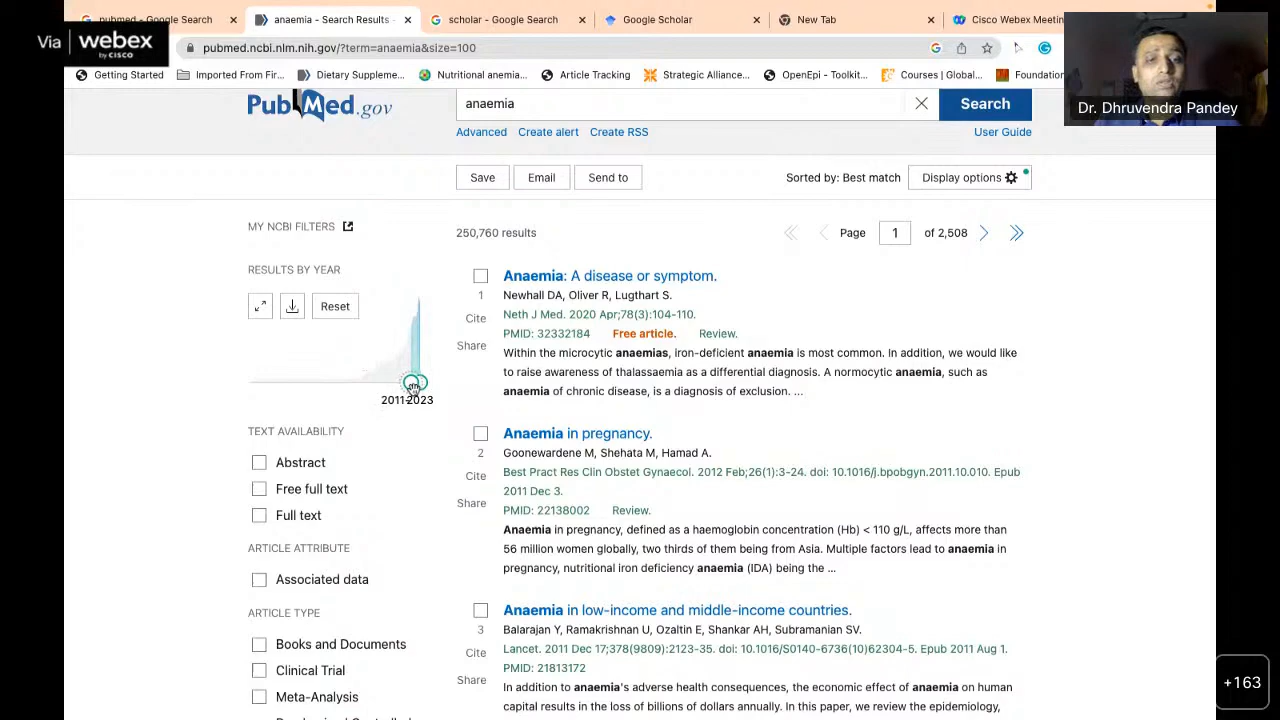 pubmed - Google Search
anaemia - Search Results -
scholar - Google Search
Google Scholar
New Tab
Cisco Webex Meetin
Via webex
by CISCO
pubmed.ncbi.nlm.nih.gov/?term=anaemia&size=100
Getting Started
Imported From Fir...
Dietary Suppleme...
Nutritional anemia...
Article Tracking
Strategic Alliance...
OpenEpi - Toolkit...
Courses | Global...
Foundation
Dr. Dhruvendra Pandey
PubMed.gov
anaemia
Search
Advanced
Create alert
Create RSS
User Guide
Save
Email
Send to
Sorted by: Best match
Display options
MY NCBI FILTERS
250,760 results
Page
1
of 2,508
RESULTS BY YEAR
Reset
2011-2023
TEXT AVAILABILITY
Abstract
Free full text
Full text
ARTICLE ATTRIBUTE
Associated data
ARTICLE TYPE
Books and Documents
Clinical Trial
Meta-Analysis
1
Cite
Share
Anaemia: A disease or symptom.
Newhall DA, Oliver R, Lugthart S.
Neth J Med. 2020 Apr;78(3):104-110.
PMID: 32332184 Free article. Review.
Within the microcytic anaemias, iron-deficient anaemia is most common. In addition, we would like
to raise awareness of thalassaemia as a differential diagnosis. A normocytic anaemia, such as
anaemia of chronic disease, is a diagnosis of exclusion. ...
2
Cite
Share
Anaemia in pregnancy.
Goonewardene M, Shehata M, Hamad A.
Best Pract Res Clin Obstet Gynaecol. 2012 Feb;26(1):3-24. doi: 10.1016/j.bpobgyn.2011.10.010. Epub
2011 Dec 3.
PMID: 22138002 Review.
Anaemia in pregnancy, defined as a haemoglobin concentration (Hb) < 110 g/L, affects more than
56 million women globally, two thirds of them being from Asia. Multiple factors lead to anaemia in
pregnancy, nutritional iron deficiency anaemia (IDA) being the ...
3
Cite
Share
Anaemia in low-income and middle-income countries.
Balarajan Y, Ramakrishnan U, Ozaltin E, Shankar AH, Subramanian SV.
Lancet. 2011 Dec 17;378(9809):2123-35. doi: 10.1016/S0140-6736(10)62304-5. Epub 2011 Aug 1.
PMID: 21813172
In addition to anaemia's adverse health consequences, the economic effect of anaemia on human
capital results in the loss of billions of dollars annually. In this paper, we review the epidemiology,
+163